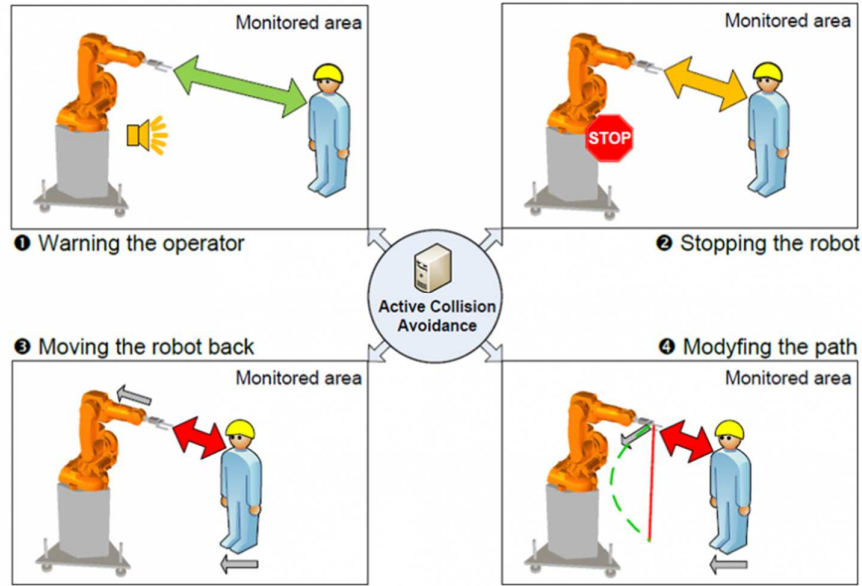 Monitored area
Monitored area
STOP
❶ Warning the operator
❷ Stopping the robot
Active Collision
Avoidance
❸ Moving the robot back
❹ Modyfing the path
Monitored area
Monitored area